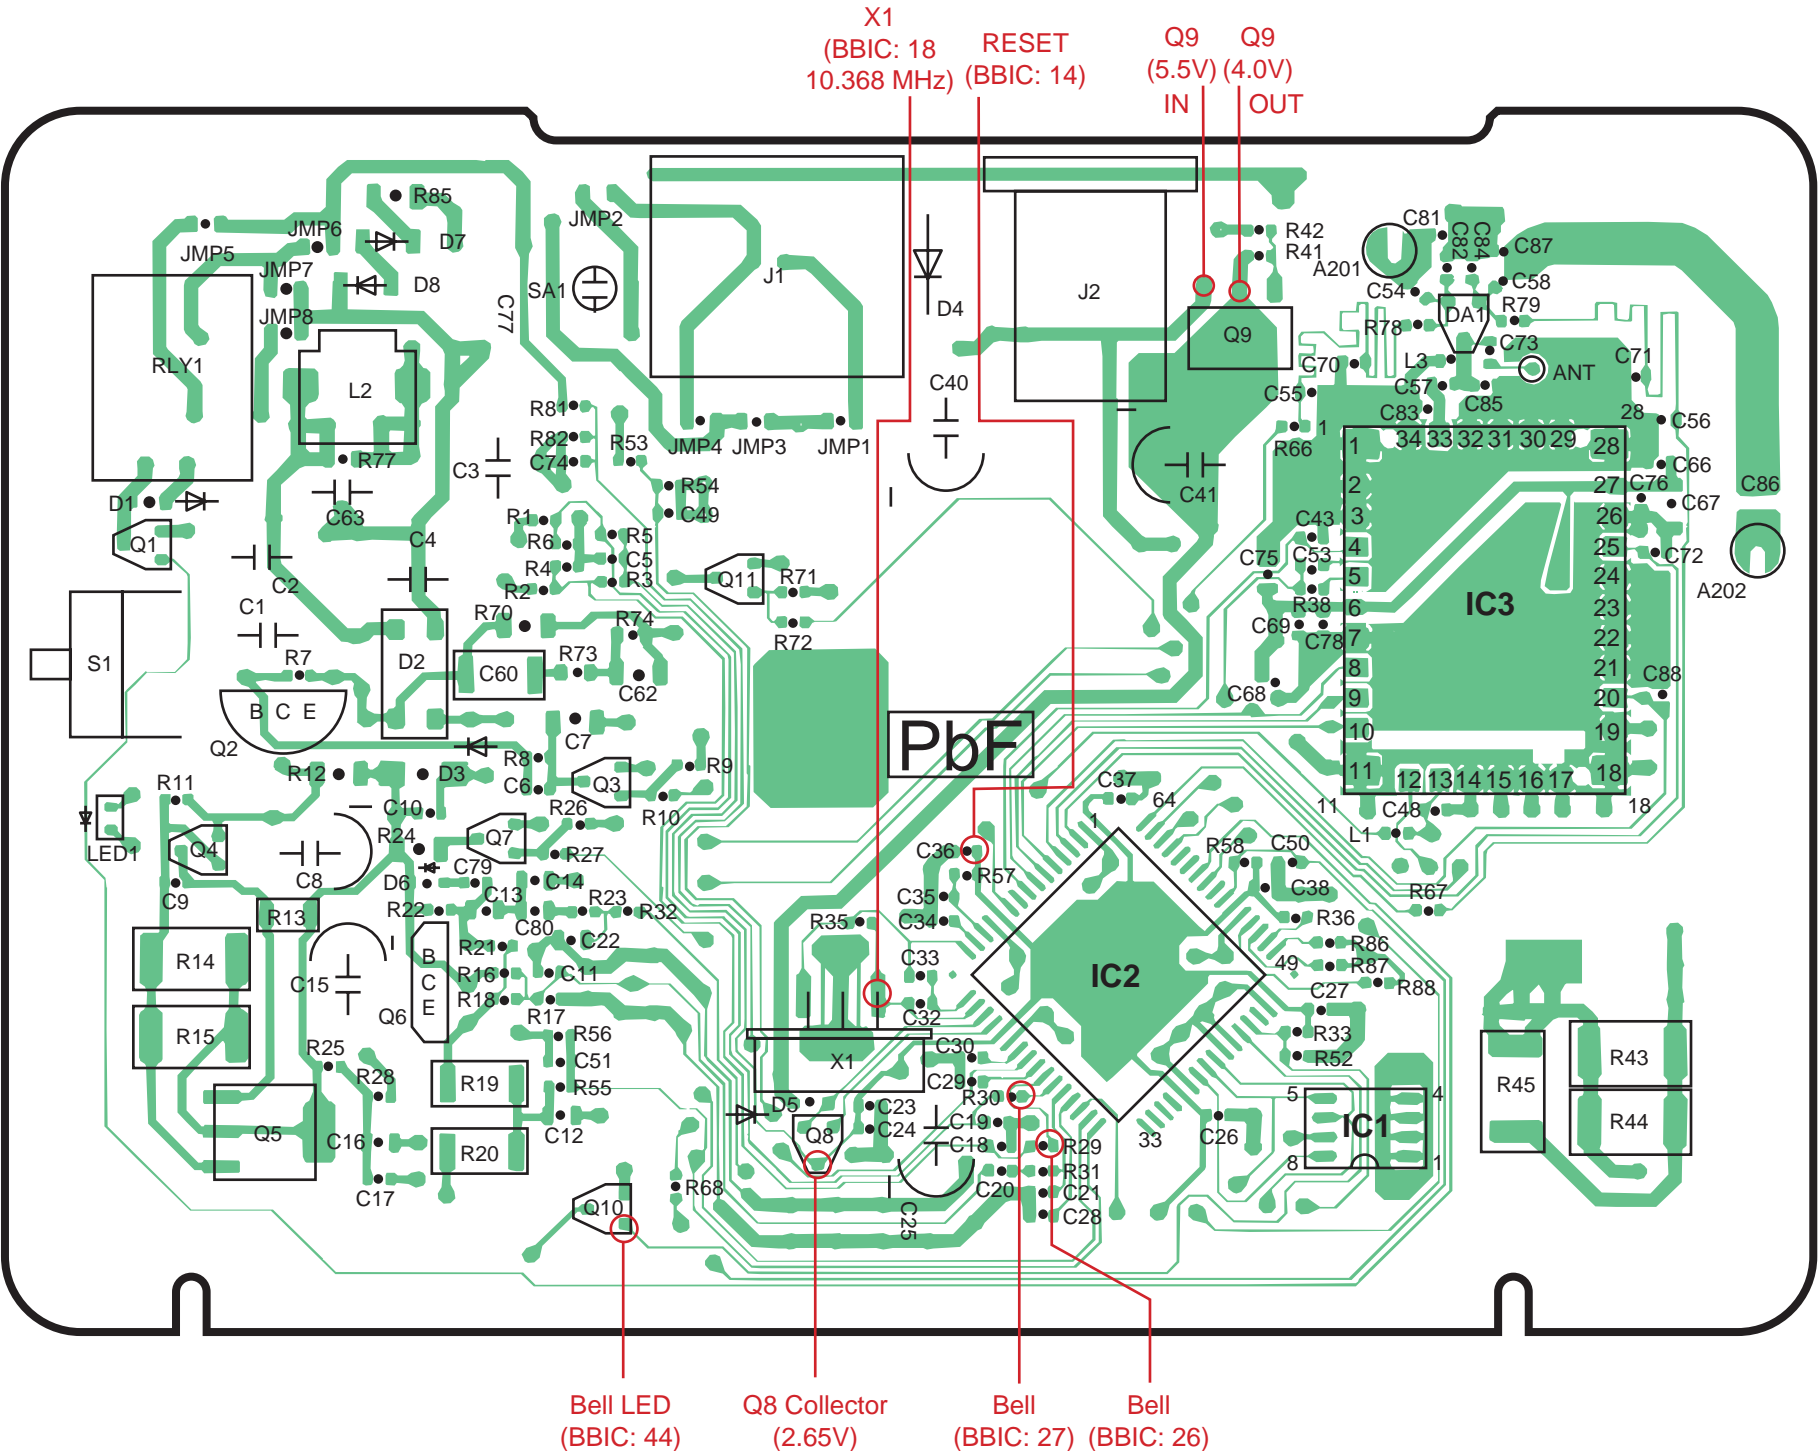 X1
(BBIC: 18
10.368 MHz)
RESET
(BBIC: 14)
Q9
(5.5V)
IN
Q9
(4.0V)
OUT
R85
D7
D8
JMP5
JMP6
JMP7
JMP8
RLY1
L2
R77
C63
D1
Q1
C77
JMP2
SA1
J1
JMP4
JMP3
JMP1
D4
J2
C40
I
I
C41
R42
R41
Q9
A201
C81
C82
C84
C87
C58
C54
DA1
R79
R78
C70
L3
C73
ANT
C71
C55
C57
C83
C85
28
C56
R66
1
1
34
33
32
31
30
29
28
2
3
4
5
6
7
8
9
10
11
27
26
25
24
23
22
21
20
19
18
12
13
14
15
16
17
11
18
IC3
C66
C76
C67
C86
C72
A202
C88
C43
C53
C75
R38
C69
C78
C68
C48
L1
R67
R81
R82
C74
R53
R54
C49
C3
C4
R1
R6
R4
R2
R5
C5
R3
Q11
R71
R72
C2
C1
S1
R7
B C E
Q2
D2
R70
C60
R73
R74
C62
C7
R12
D3
R8
C6
Q3
R9
R10
PbF
R11
LED1
Q4
C9
C8
I
C10
R24
D6
C79
Q7
R26
R27
C14
C13
R22
C80
R23
R32
C22
R13
R14
R15
C15
I
B
C
E
Q6
R21
R16
R18
C11
R17
R56
C51
R55
C12
R25
R28
R19
R20
Q5
C16
C17
Q10
R68
C37
64
1
C36
R57
C35
C34
R35
C33
C32
X1
C30
C29
R30
D5
Q8
C23
C24
C19
C18
C20
I
C25
R29
R31
C21
C28
IC2
33
49
C26
R58
C50
C38
R36
R86
R87
R88
C27
R33
R52
5
4
IC1
8
1
R45
R43
R44
Bell LED
(BBIC: 44)
Q8 Collector
(2.65V)
Bell
(BBIC: 27)
Bell
(BBIC: 26)